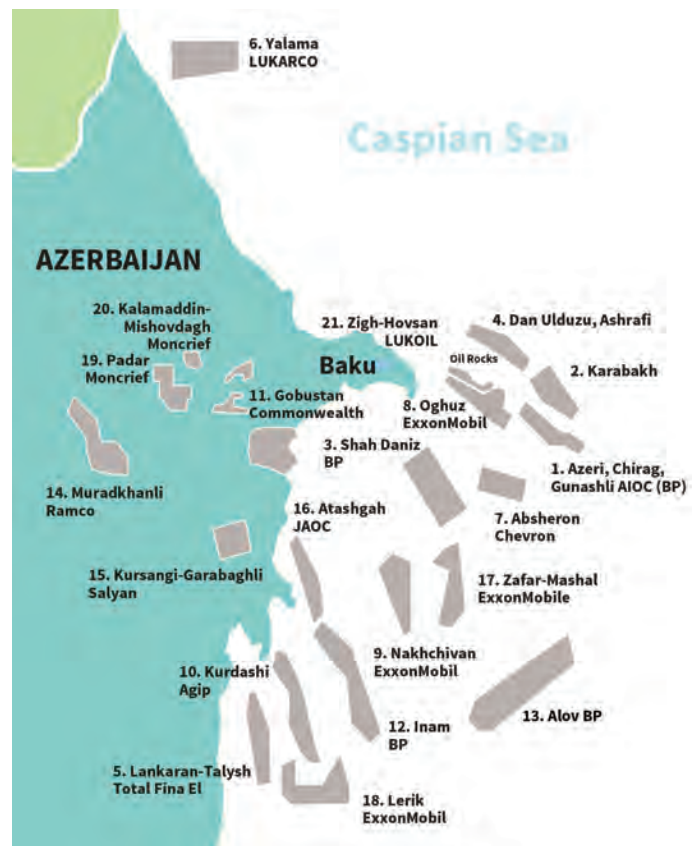 6. Yalama
LUKARCO
Caspian Sea
AZERBAIJAN
20. Kalamaddin-
Mishovdagh
Moncrief
19. Padar
Moncrief
21. Zigh-Hovsan
LUKOIL
Baku
4. Dan Ulduzu, Ashrafi
Oil Rocks
2. Karabakh
11. Gobustan
Commonwealth
8. Oghuz
ExxonMobil
3. Shah Daniz
BP
1. Azeri, Chirag,
Gunashli AIOC (BP)
14. Muradkhanli
Ramco
16. Atashgah
JAOC
7. Absheron
Chevron
15. Kursangi-Garabaghli
Salyan
17. Zafar-Mashal
ExxonMobile
9. Nakhchivan
ExxonMobil
10. Kurdashi
Agip
13. Alov BP
12. Inam
BP
5. Lankaran-Talysh
Total Fina El
18. Lerik
ExxonMobil